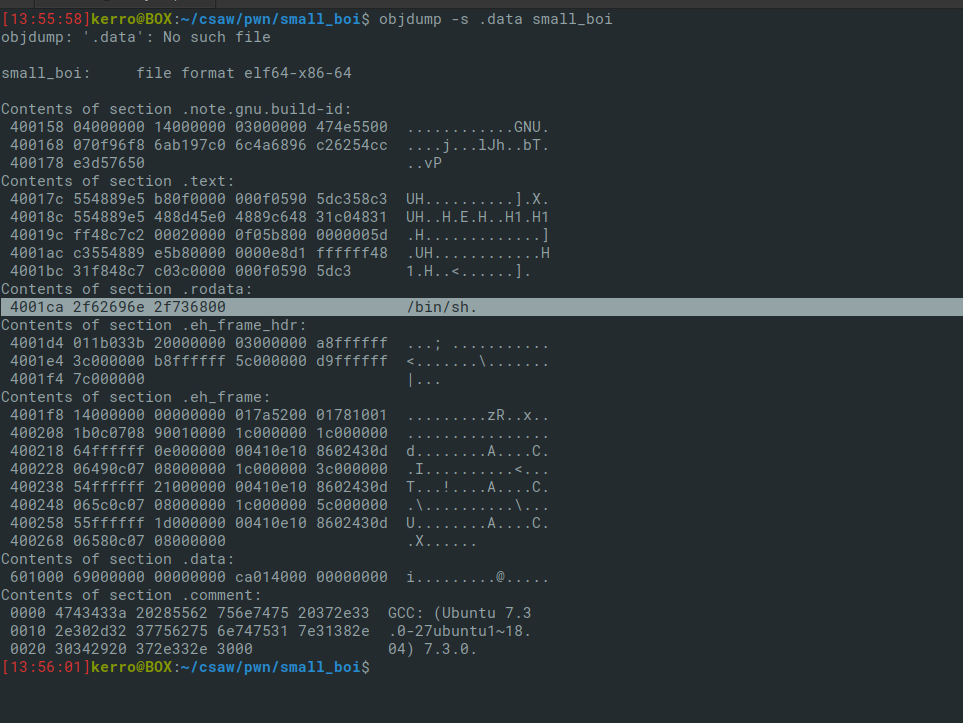 [13:55:58]kerro@BOX:~/csaw/pwn/small_boi$ objdump -s .data small_boi
objdump: '.data': No such file

small_boi:     file format elf64-x86-64

Contents of section .note.gnu.build-id:
 400158 04000000 14000000 03000000 474e5500  ............GNU.
 400168 070f96f8 6ab197c0 6c4a6896 c26254cc  ....j...lJh..bT.
 400178 e3d57650                             ..vP
Contents of section .text:
 40017c 554889e5 b80f0000 000f0590 5dc358c3  UH..........].X.
 40018c 554889e5 488d45e0 4889c648 31c04831  UH..H.E.H..H1.H1
 40019c ff48c7c2 00020000 0f05b800 0000005d  .H.............]
 4001ac c3554889 e5b80000 0000e8d1 ffffff48  .UH............H
 4001bc 31f848c7 c03c0000 000f0590 5dc3      1.H..<......].
Contents of section .rodata:
 4001ca 2f62696e 2f736800                    /bin/sh.
Contents of section .eh_frame_hdr:
 4001d4 011b033b 20000000 03000000 a8ffffff  ...; ...........
 4001e4 3c000000 b8ffffff 5c000000 d9ffffff  <.......\.......
 4001f4 7c000000                             |...
Contents of section .eh_frame:
 4001f8 14000000 00000000 017a5200 01781001  .........zR..x..
 400208 1b0c0708 90010000 1c000000 1c000000  ................
 400218 64ffffff 0e000000 00410e10 8602430d  d........A....C.
 400228 06490c07 08000000 1c000000 3c000000  .I..........<...
 400238 54ffffff 21000000 00410e10 8602430d  T...!....A....C.
 400248 065c0c07 08000000 1c000000 5c000000  .\..........\...
 400258 55ffffff 1d000000 00410e10 8602430d  U........A....C.
 400268 06580c07 08000000                    .X......
Contents of section .data:
 601000 69000000 00000000 ca014000 00000000  i.........@.....
Contents of section .comment:
 0000 4743433a 20285562 756e7475 20372e33  GCC: (Ubuntu 7.3
 0010 2e302d32 37756275 6e747531 7e31382e  .0-27ubuntu1~18.
 0020 30342920 372e332e 3000               04) 7.3.0.
[13:56:01]kerro@BOX:~/csaw/pwn/small_boi$